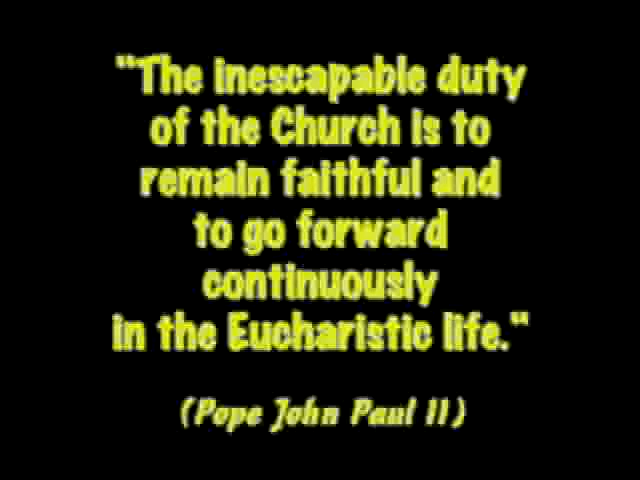 "The inescapable duty
of the Church is to
remain faithful and
to go forward
continuously
in the Eucharistic life."
(Pope John Paul II)